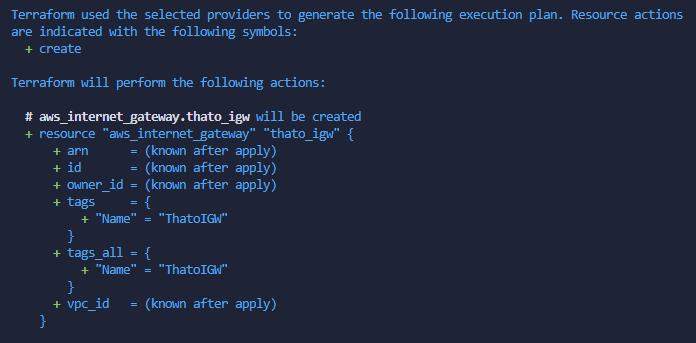 Terraform used the selected providers to generate the following execution plan. Resource actions
are indicated with the following symbols:
  + create

Terraform will perform the following actions:

  # aws_internet_gateway.thato_igw will be created
  + resource "aws_internet_gateway" "thato_igw" {
      + arn      = (known after apply)
      + id       = (known after apply)
      + owner_id = (known after apply)
      + tags     = {
          + "Name" = "ThatoIGW"
        }
      + tags_all = {
          + "Name" = "ThatoIGW"
        }
      + vpc_id   = (known after apply)
    }